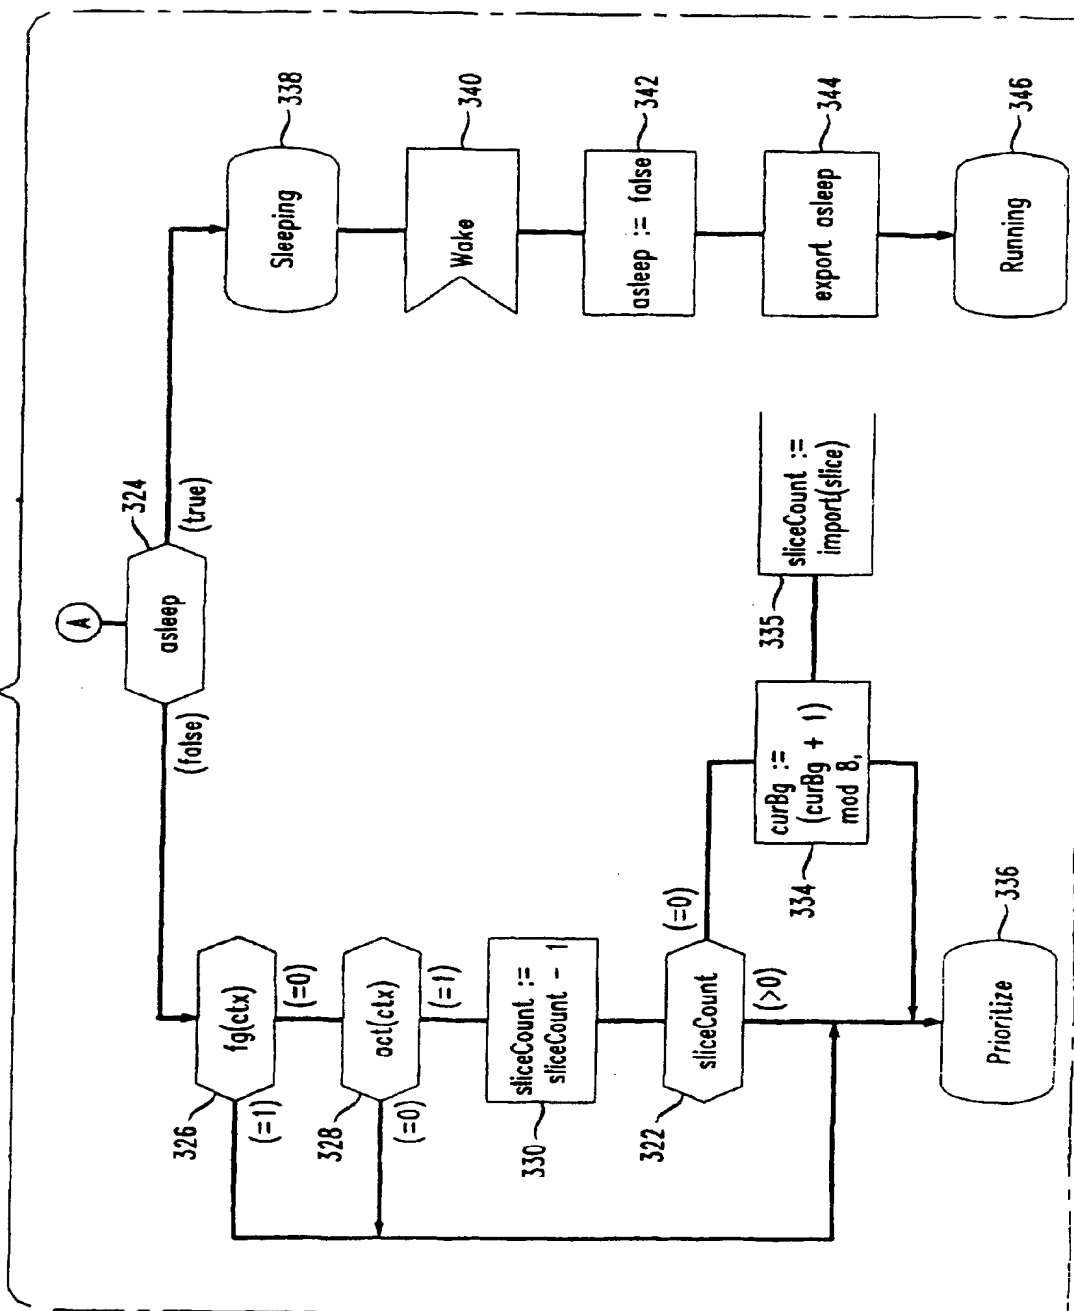 A
324
asleep
(false)
(true)
326
fg(ctx)
(=1)
(=0)
328
act(ctx)
(=0)
(=1)
330
sliceCount :=
sliceCount - 1
322
sliceCount
(=0)
(>0)
334
curBg :=
(curBg + 1)
mod 8,
335
sliceCount :=
import(slice)
336
Prioritize
338
Sleeping
340
Wake
342
asleep := false
344
export asleep
346
Running